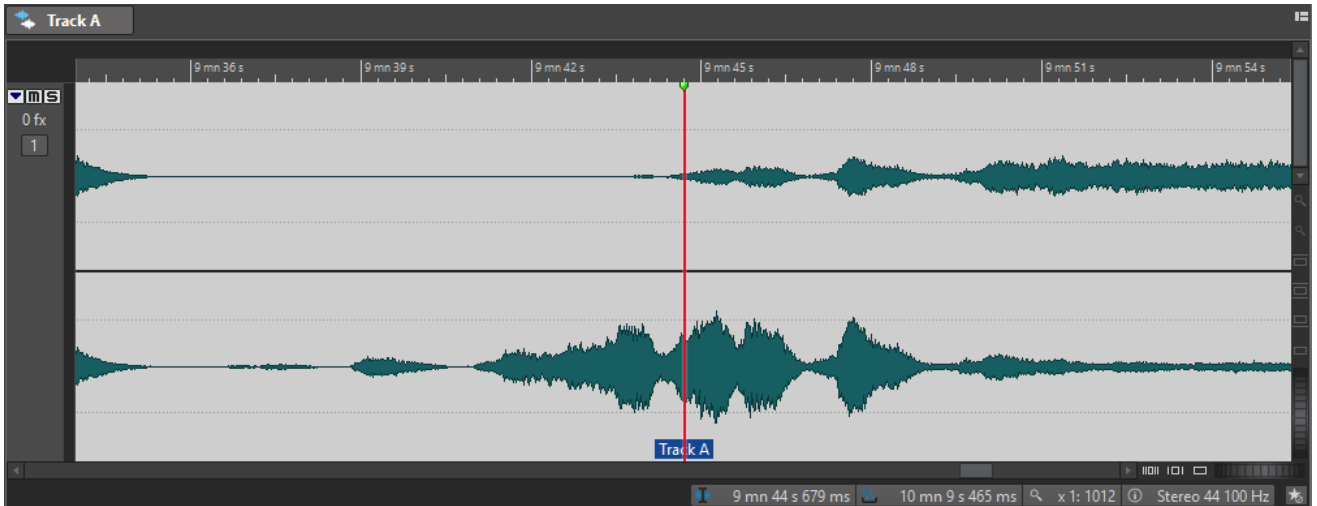 Track A
9 mn 36 s 9 mn 39 s 9 mn 42 s 9 mn 45 s 9 mn 48 s 9 mn 51 s 9 mn 54 s
m S
0 fx
1
Track A
9 mn 44 s 679 ms 10 mn 9 s 465 ms x 1: 1012 Stereo 44 100 Hz